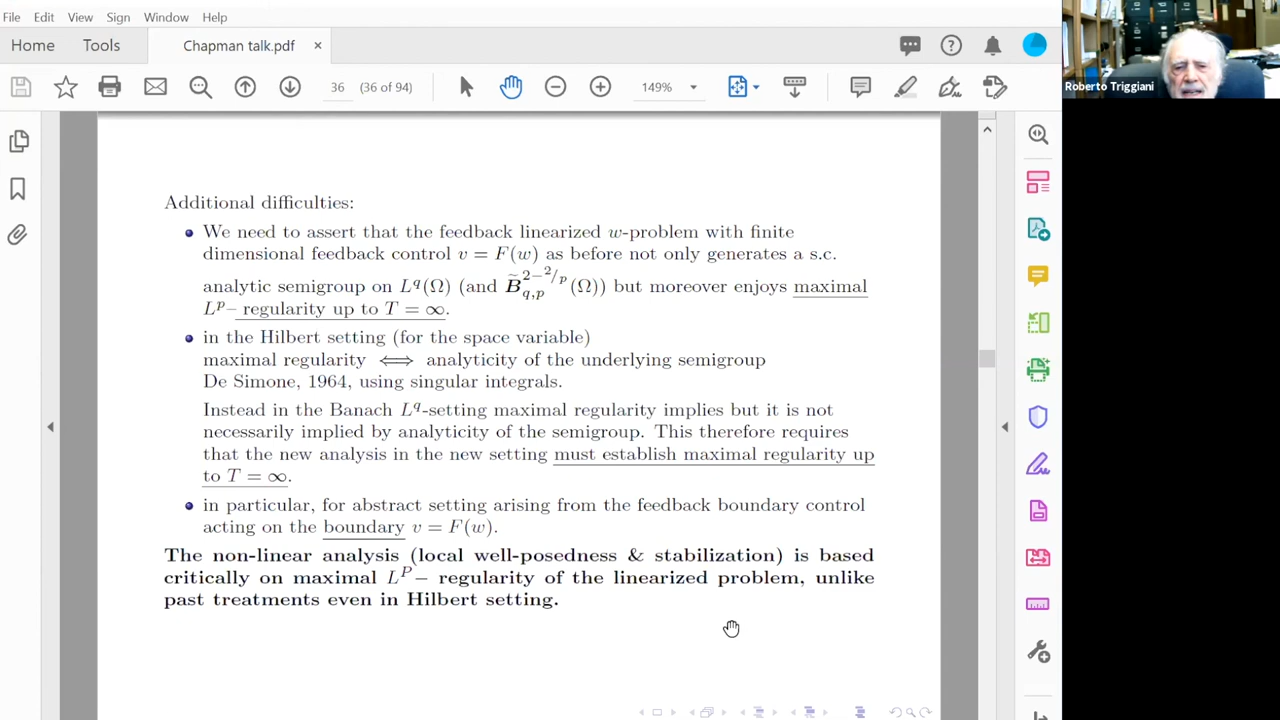 File Edit View Sign Window Help
Home Tools Chapman talk.pdf ×
36 (36 of 94) 149%
Roberto Triggiani
Additional difficulties:
• We need to assert that the feedback linearized w-problem with finite
dimensional feedback control v = F(w) as before not only generates a s.c.
analytic semigroup on L^q(Ω) (and B̃^{2-2/p}_{q,p}(Ω)) but moreover enjoys maximal
L^p– regularity up to T = ∞.
• in the Hilbert setting (for the space variable)
maximal regularity ⟺ analyticity of the underlying semigroup
De Simone, 1964, using singular integrals.
Instead in the Banach L^q-setting maximal regularity implies but it is not
necessarily implied by analyticity of the semigroup. This therefore requires
that the new analysis in the new setting must establish maximal regularity up
to T = ∞.
• in particular, for abstract setting arising from the feedback boundary control
acting on the boundary v = F(w).
The non-linear analysis (local well-posedness & stabilization) is based
critically on maximal L^P– regularity of the linearized problem, unlike
past treatments even in Hilbert setting.